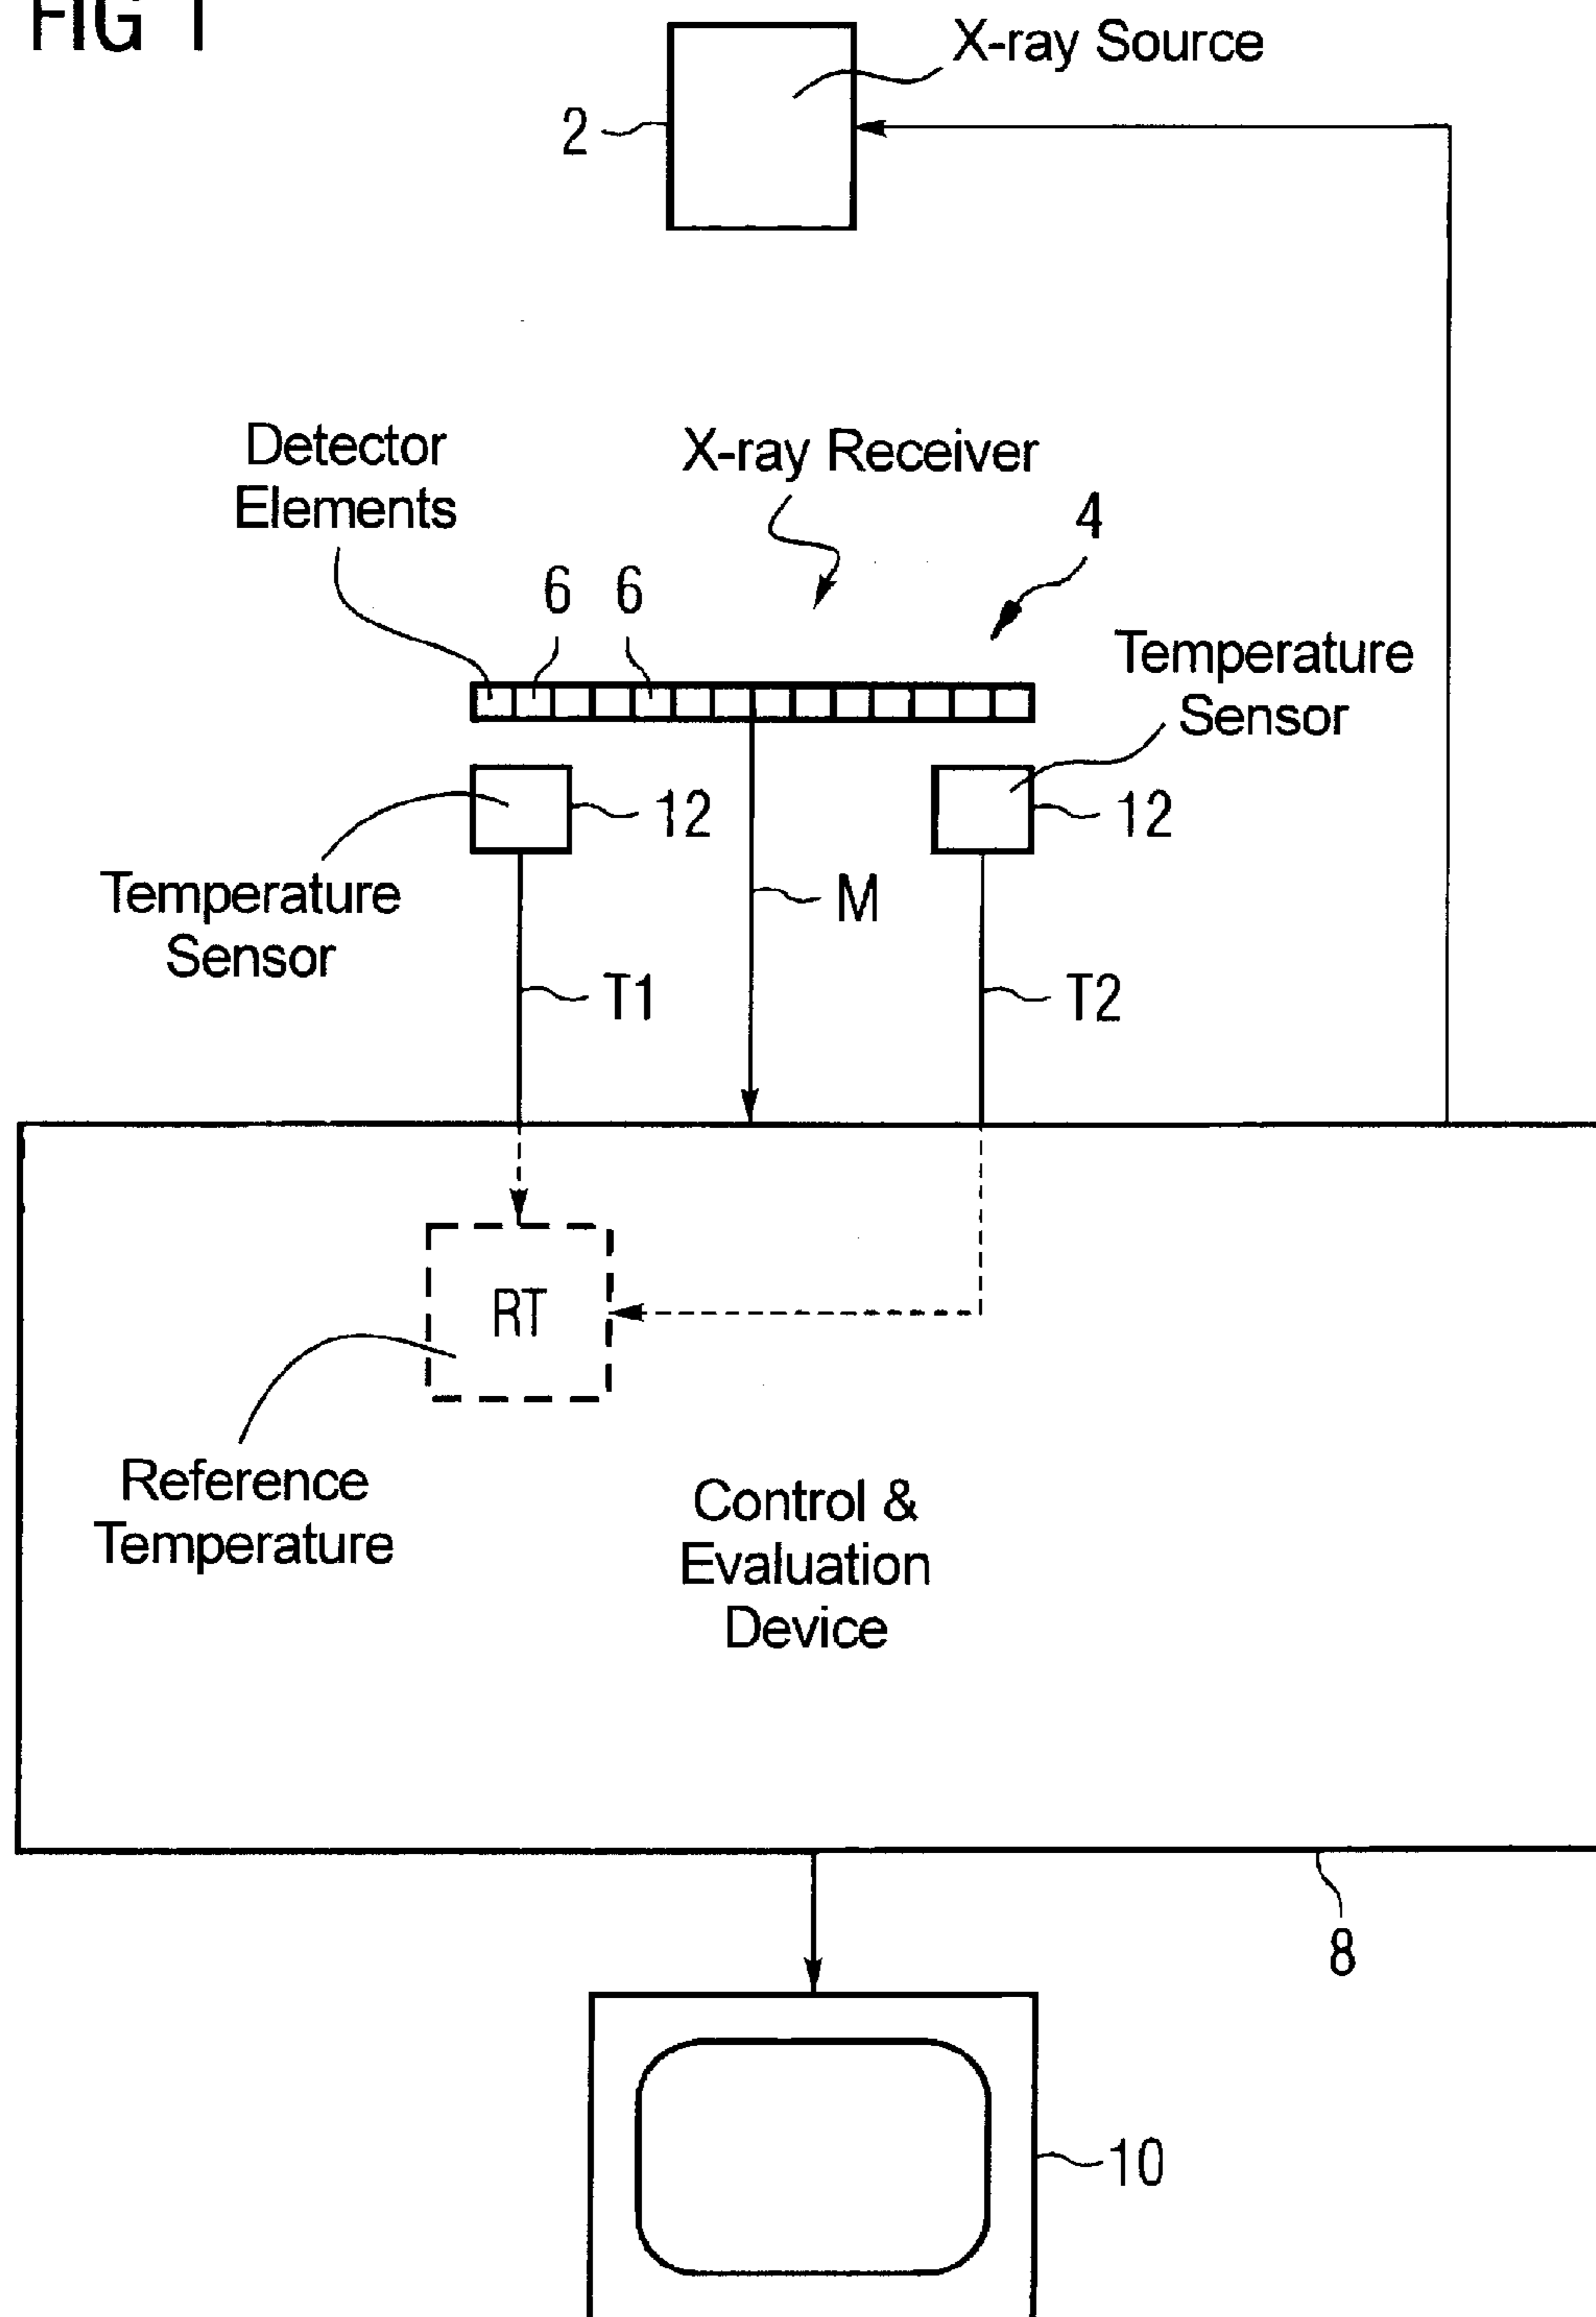 FIG 1
X-ray Source
2
Detector
Elements
X-ray Receiver
4
6 6
Temperature
Sensor
12
12
Temperature
Sensor
M
T1
T2
RT
Reference
Temperature
Control &
Evaluation
Device
8
10